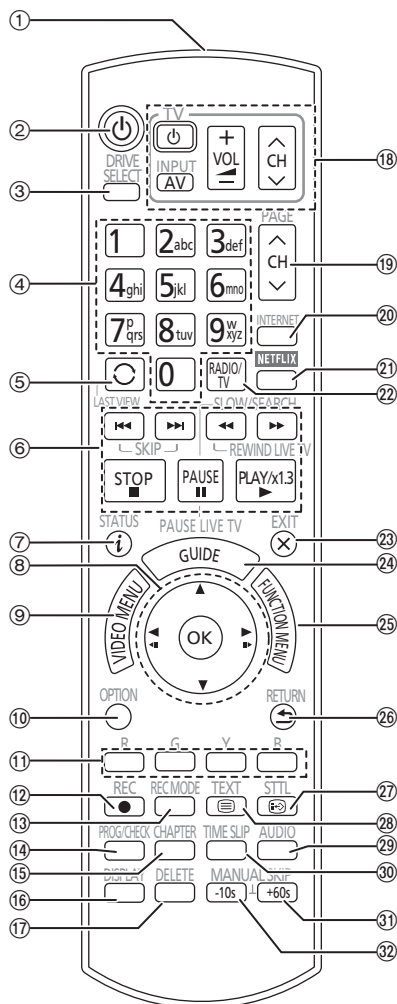 ①
②
TV
⏻
INPUT
AV
+
VOL
−
CH
⑱
DRIVE
SELECT
③
PAGE
CH
⑲
④
1 2abc 3def
4ghi 5jkl 6mno
7pqrs 8tuv 9wxyz
0
INTERNET
⑳
NETFLIX
㉑
⑤
RADIO/
TV
㉒
LAST VIEW
SLOW/SEARCH
⑥
SKIP
REWIND LIVE TV
STOP
PAUSE
PLAY/x1.3
STATUS
PAUSE LIVE TV
EXIT
⑦
i
㉓
⑧
GUIDE
㉔
⑨
VIDEO MENU
OK
FUNCTION MENU
㉕
⑩
OPTION
RETURN
㉖
⑪
R G Y B
⑫
REC
REC MODE
TEXT
STTL
㉗
⑬
㉘
⑭
PROG/CHECK
CHAPTER
TIME SLIP
AUDIO
㉙
⑮
㉚
⑯
DISPLAY
DELETE
MANUAL SKIP
-10s
+60s
㉛
⑰
㉜